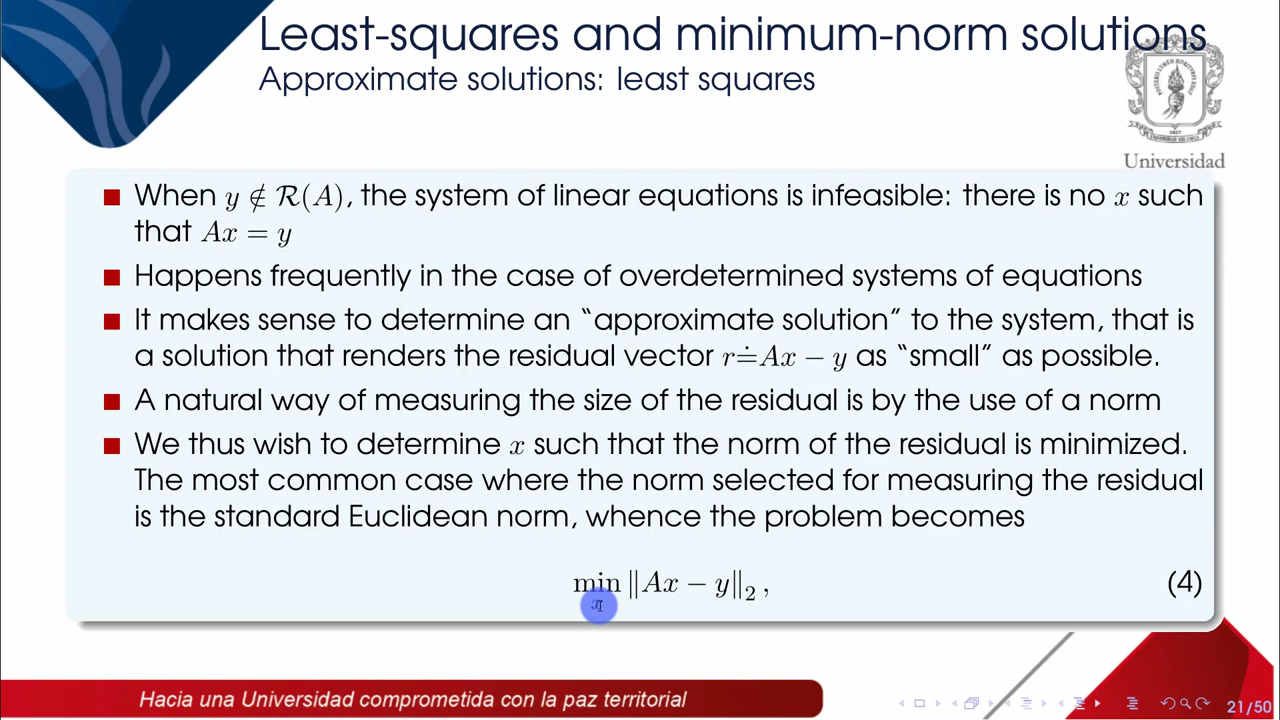 Least-squares and minimum-norm solutions
Approximate solutions: least squares
Universidad
When y ∉ R(A), the system of linear equations is infeasible: there is no x such
that Ax = y
Happens frequently in the case of overdetermined systems of equations
It makes sense to determine an “approximate solution” to the system, that is
a solution that renders the residual vector r≐Ax − y as “small” as possible.
A natural way of measuring the size of the residual is by the use of a norm
We thus wish to determine x such that the norm of the residual is minimized.
The most common case where the norm selected for measuring the residual
is the standard Euclidean norm, whence the problem becomes
min ‖Ax − y‖₂ , (4)
x
Hacia una Universidad comprometida con la paz territorial
21/50